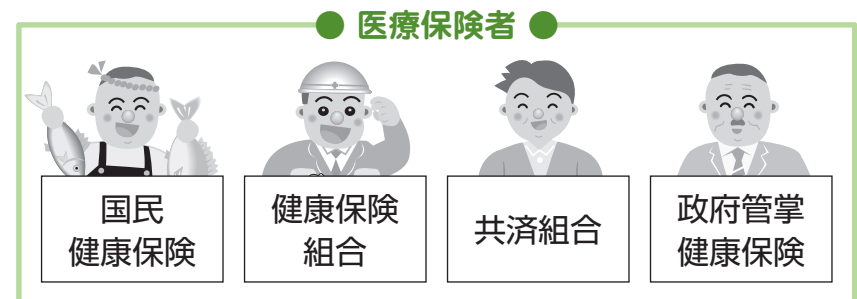 ● 医療保険者 ●
国民
健康保険
健康保険
組合
共済組合
政府管掌
健康保険